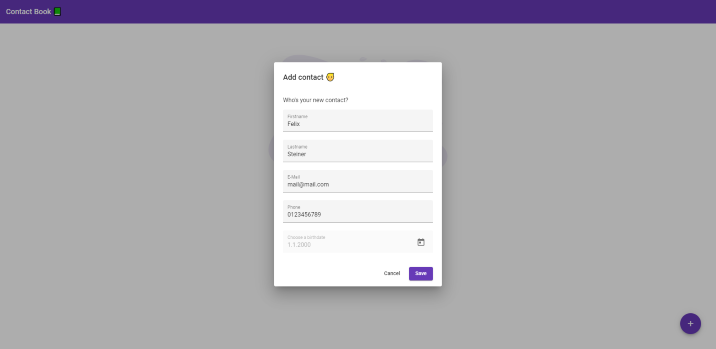 Contact Book
Add contact
Who's your new contact?
Firstname
Felix
Lastname
Steiner
E-Mail
mail@mail.com
Phone
0123456789
Choose a birthdate
1.1.2000
Cancel
Save
+